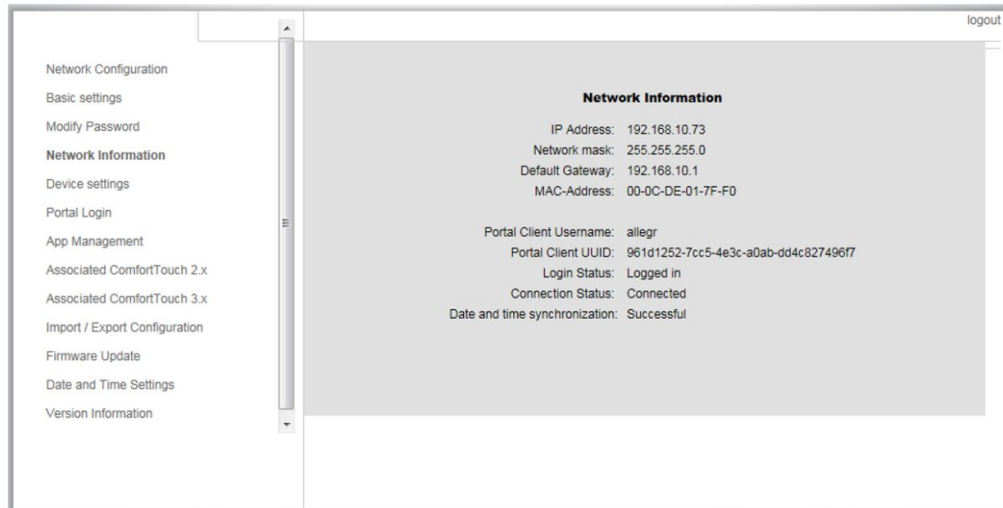 logout
Network Configuration
Basic settings
Modify Password
Network Information
Device settings
Portal Login
App Management
Associated ComfortTouch 2.x
Associated ComfortTouch 3.x
Import / Export Configuration
Firmware Update
Date and Time Settings
Version Information
Network Information
IP Address: 192.168.10.73
Network mask: 255.255.255.0
Default Gateway: 192.168.10.1
MAC-Address: 00-0C-DE-01-7F-F0
Portal Client Username: allegr
Portal Client UUID: 961d1252-7cc5-4e3c-a0ab-dd4c827496f7
Login Status: Logged in
Connection Status: Connected
Date and time synchronization: Successful